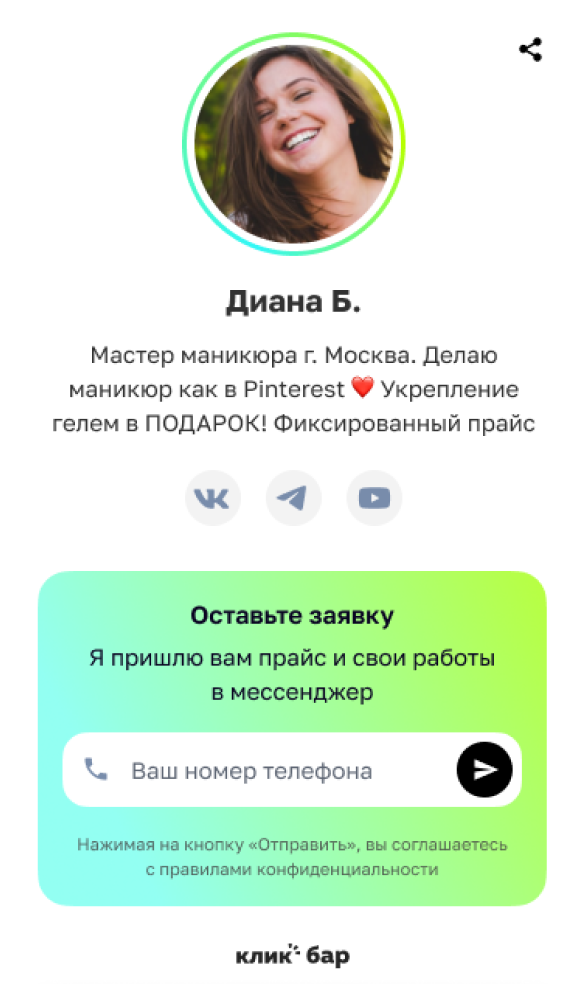 Диана Б.
Мастер маникюра г. Москва. Делаю
маникюр как в Pinterest ❤️ Укрепление
гелем в ПОДАРОК! Фиксированный прайс
Оставьте заявку
Я пришлю вам прайс и свои работы
в мессенджер
Ваш номер телефона
Нажимая на кнопку «Отправить», вы соглашаетесь
с правилами конфиденциальности
клик бар